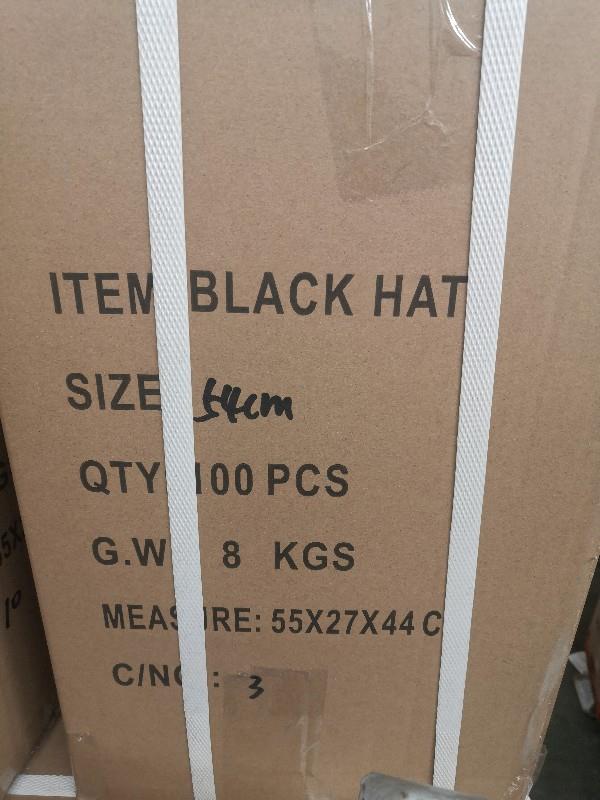 ITEM BLACK HAT
SIZE 54cm
QTY 100 PCS
G.W 8 KGS
MEASURE: 55X27X44 C
C/NO : 3